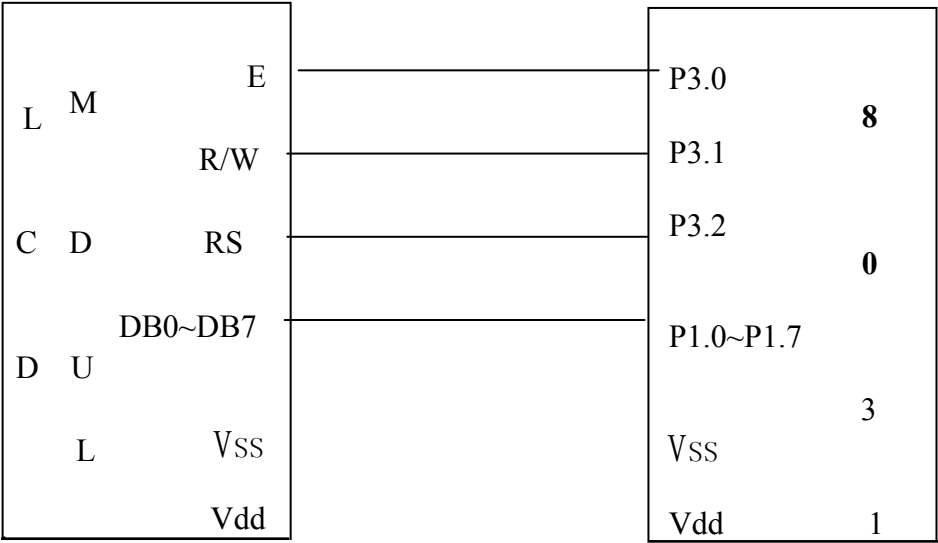 E
P3.0
L M
8
R/W
P3.1
C D
RS
P3.2
0
DB0~DB7
P1.0~P1.7
D U
3
L
VSS
VSS
Vdd
Vdd
1